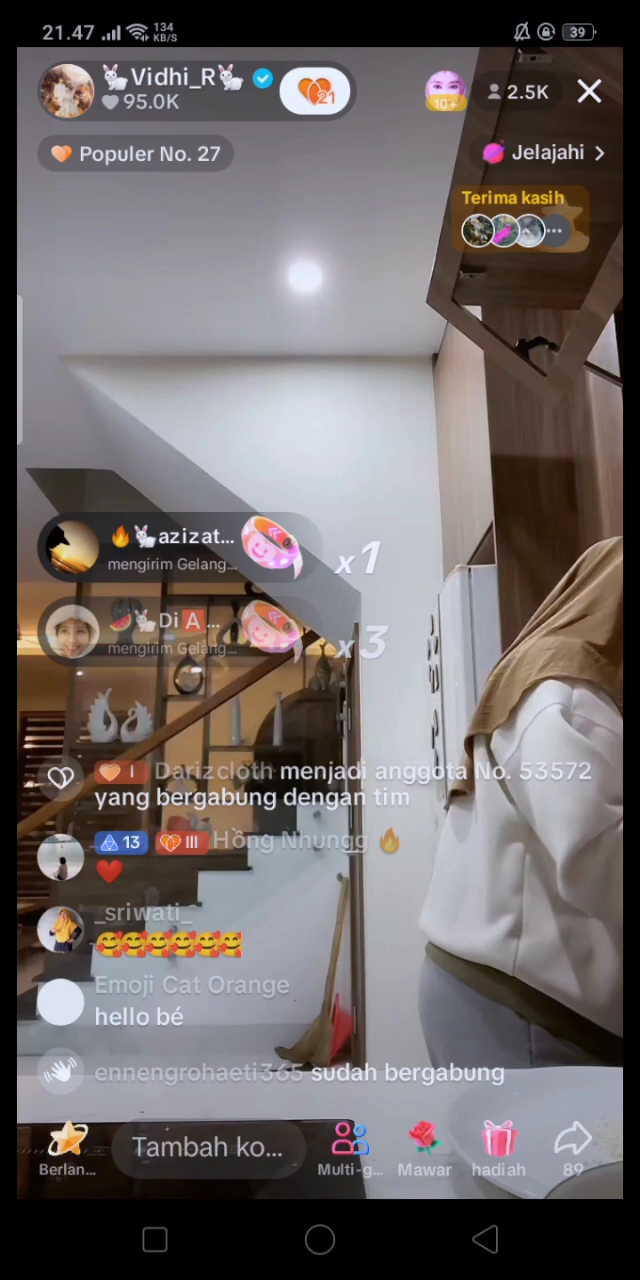 21.47 134 KB/S 39
🐇Vidhi_R🐇 21
95.0K
10+ 2.5K
Populer No. 27
Jelajahi
Terima kasih
🔥🐇azizat...
mengirim Gelang... x1
🍉🐇Di🅰...
mengirim Gelang... x3
I Darizcloth menjadi anggota No. 53572
yang bergabung dengan tim
13 III Hồng Nhungg 🔥
❤️
_sriwati_
🥰🥰🥰🥰🥰🥰
Emoji Cat Orange
hello bé
ennengrohaeti365 sudah bergabung
Berlan... Tambah ko... Multi-g... Mawar hadiah 89